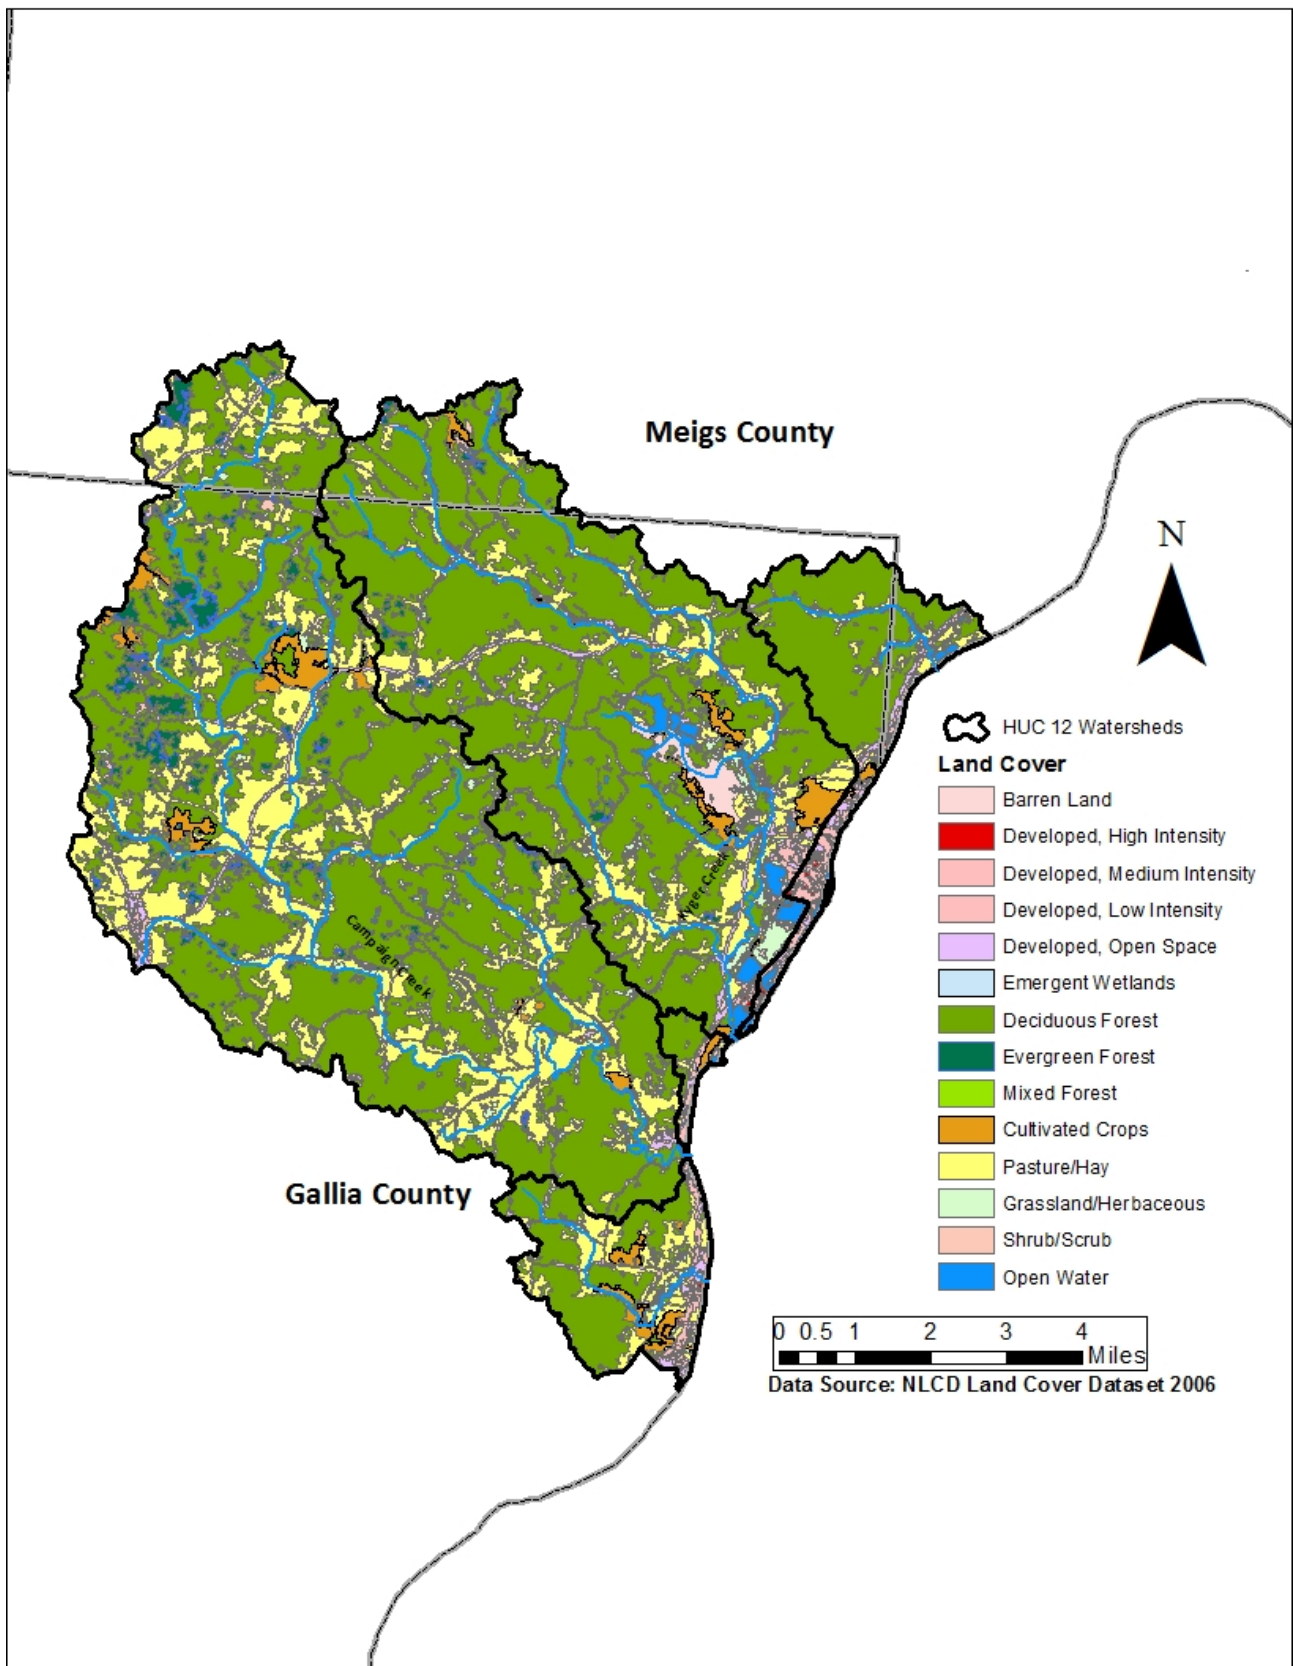 Meigs County
N
HUC 12 Watersheds
Land Cover
Barren Land
Developed, High Intensity
Developed, Medium Intensity
Developed, Low Intensity
Developed, Open Space
Emergent Wetlands
Deciduous Forest
Evergreen Forest
Mixed Forest
Cultivated Crops
Pasture/Hay
Grassland/Herbaceous
Shrub/Scrub
Open Water
Kyger Creek
Campaign Creek
Gallia County
0 0.5 1 2 3 4
Miles
Data Source: NLCD Land Cover Dataset 2006